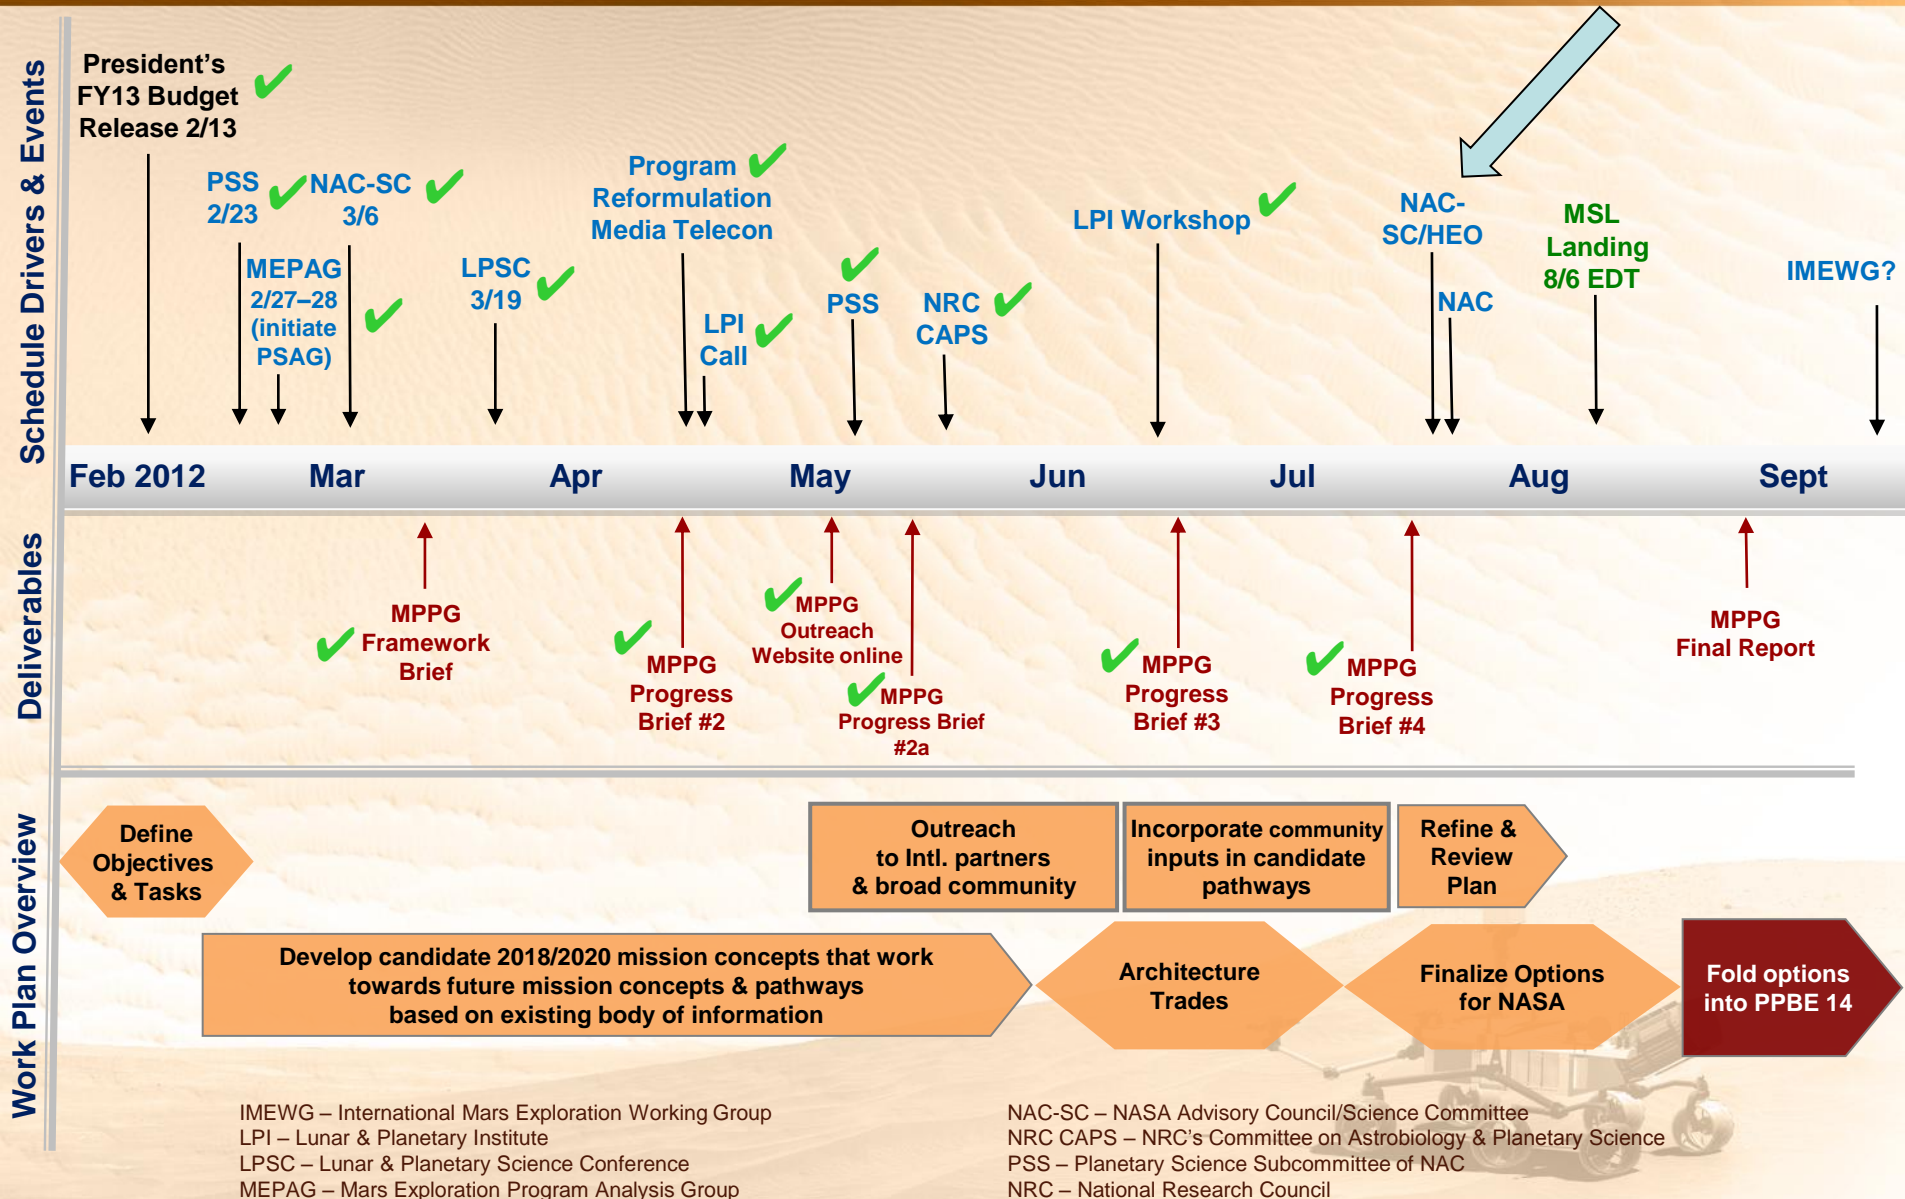 Schedule Drivers & Events
President's
FY13 Budget
Release 2/13
PSS
2/23
NAC-SC
3/6
MEPAG
2/27–28
(initiate
PSAG)
LPSC
3/19
Program
Reformulation
Media Telecon
LPI
Call
PSS
NRC
CAPS
LPI Workshop
NAC-
SC/HEO
NAC
MSL
Landing
8/6 EDT
IMEWG?
Feb 2012
Mar
Apr
May
Jun
Jul
Aug
Sept
Deliverables
MPPG
Framework
Brief
MPPG
Progress
Brief #2
MPPG
Outreach
Website online
MPPG
Progress Brief
#2a
MPPG
Progress
Brief #3
MPPG
Progress
Brief #4
MPPG
Final Report
Work Plan Overview
Define
Objectives
& Tasks
Outreach
to Intl. partners
& broad community
Incorporate community
inputs in candidate
pathways
Refine &
Review
Plan
Develop candidate 2018/2020 mission concepts that work
towards future mission concepts & pathways
based on existing body of information
Architecture
Trades
Finalize Options
for NASA
Fold options
into PPBE 14
IMEWG – International Mars Exploration Working Group
LPI – Lunar & Planetary Institute
LPSC – Lunar & Planetary Science Conference
MEPAG – Mars Exploration Program Analysis Group
NAC-SC – NASA Advisory Council/Science Committee
NRC CAPS – NRC's Committee on Astrobiology & Planetary Science
PSS – Planetary Science Subcommittee of NAC
NRC – National Research Council